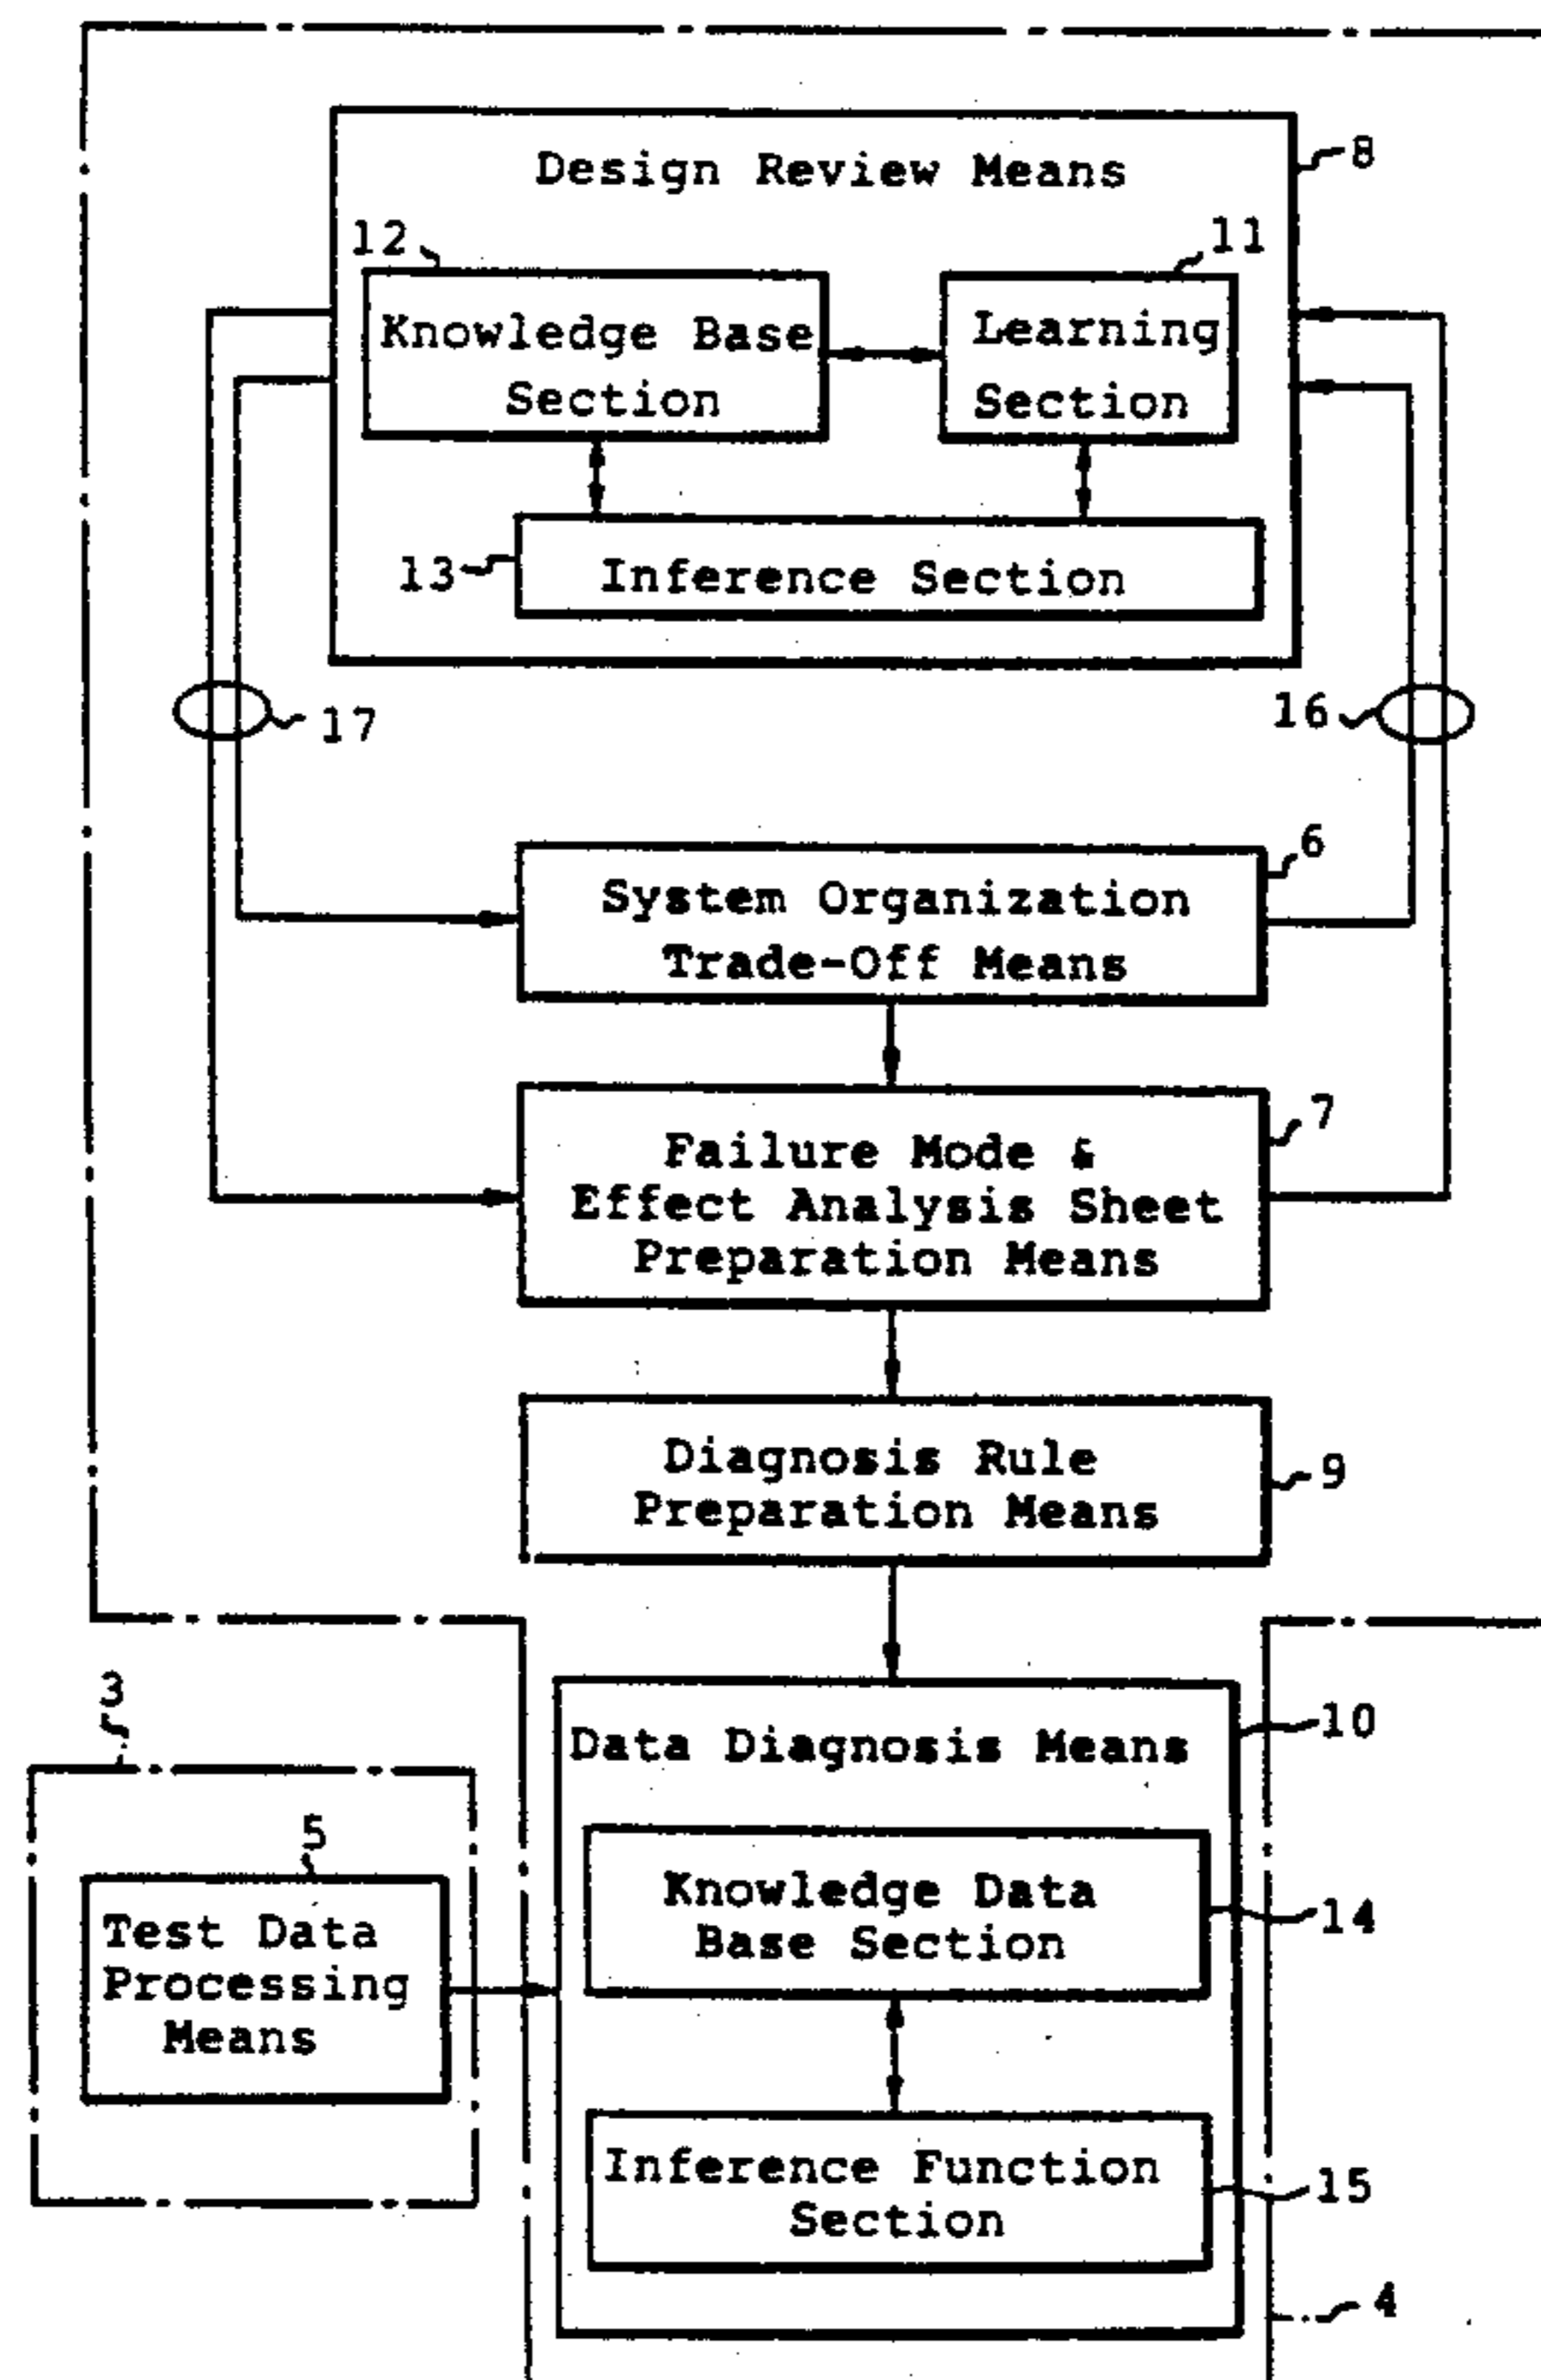 Design Review Means
8
12
11
Knowledge Base
Section
Learning
Section
13
Inference Section
17
16
6
System Organization
Trade-Off Means
7
Failure Mode &
Effect Analysis Sheet
Preparation Means
Diagnosis Rule
Preparation Means
9
3
Data Diagnosis Means
10
5
Test Data
Processing
Means
Knowledge Data
Base Section
14
Inference Function
Section
15
4